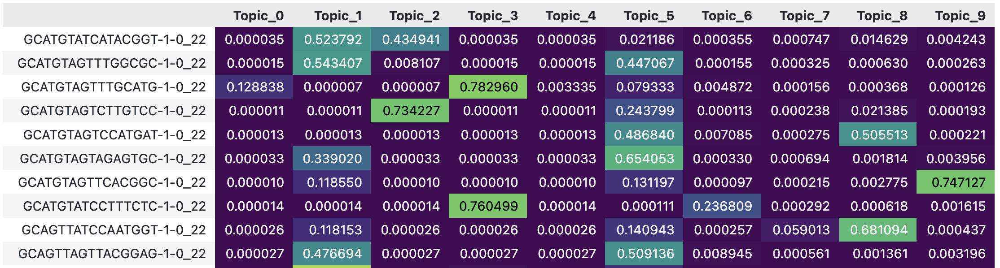 Topic_0 Topic_1 Topic_2 Topic_3 Topic_4 Topic_5 Topic_6 Topic_7 Topic_8 Topic_9
GCATGTATCATACGGT-1-0_22 0.000035 0.523792 0.434941 0.000035 0.000035 0.021186 0.000355 0.000747 0.014629 0.004243
GCATGTAGTTTGGCGC-1-0_22 0.000015 0.543407 0.008107 0.000015 0.000015 0.447067 0.000155 0.000325 0.000630 0.000263
GCATGTAGTTTGCATG-1-0_22 0.128838 0.000007 0.000007 0.782960 0.003335 0.079333 0.004872 0.000156 0.000368 0.000126
GCATGTAGTCTTGTCC-1-0_22 0.000011 0.000011 0.734227 0.000011 0.000011 0.243799 0.000113 0.000238 0.021385 0.000193
GCATGTAGTCCATGAT-1-0_22 0.000013 0.000013 0.000013 0.000013 0.000013 0.486840 0.007085 0.000275 0.505513 0.000221
GCATGTAGTAGAGTGC-1-0_22 0.000033 0.339020 0.000033 0.000033 0.000033 0.654053 0.000330 0.000694 0.001814 0.003956
GCATGTAGTTCACGGC-1-0_22 0.000010 0.118550 0.000010 0.000010 0.000010 0.131197 0.000097 0.000215 0.002775 0.747127
GCATGTATCCTTTCTC-1-0_22 0.000014 0.000014 0.000014 0.760499 0.000014 0.000111 0.236809 0.000292 0.000618 0.001615
GCAGTTATCCAATGGT-1-0_22 0.000026 0.118153 0.000026 0.000026 0.000026 0.140943 0.000257 0.059013 0.681094 0.000437
GCAGTTAGTTACGGAG-1-0_22 0.000027 0.476694 0.000027 0.000027 0.000027 0.509136 0.008945 0.000561 0.001361 0.003196